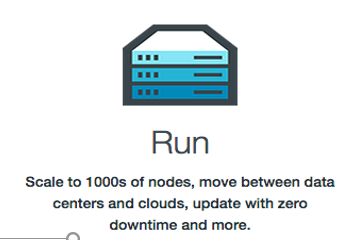 Run
Scale to 1000s of nodes, move between data
centers and clouds, update with zero
downtime and more.